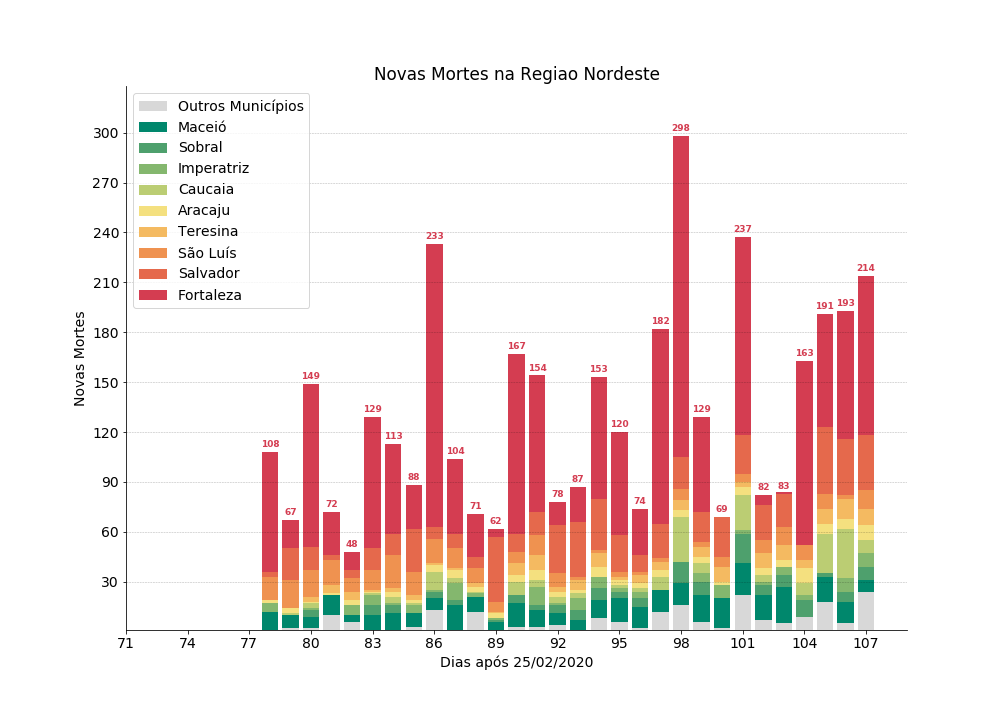 Novas Mortes na Regiao Nordeste
Outros Municípios
Maceió
Sobral
Imperatriz
Caucaia
Aracaju
Teresina
São Luís
Salvador
Fortaleza
Novas Mortes
300
270
240
210
180
150
120
90
60
30
108
67
149
72
48
129
113
88
233
104
71
62
167
154
78
87
153
120
74
182
298
129
69
237
82
83
163
191
193
214
71 74 77 80 83 86 89 92 95 98 101 104 107
Dias após 25/02/2020